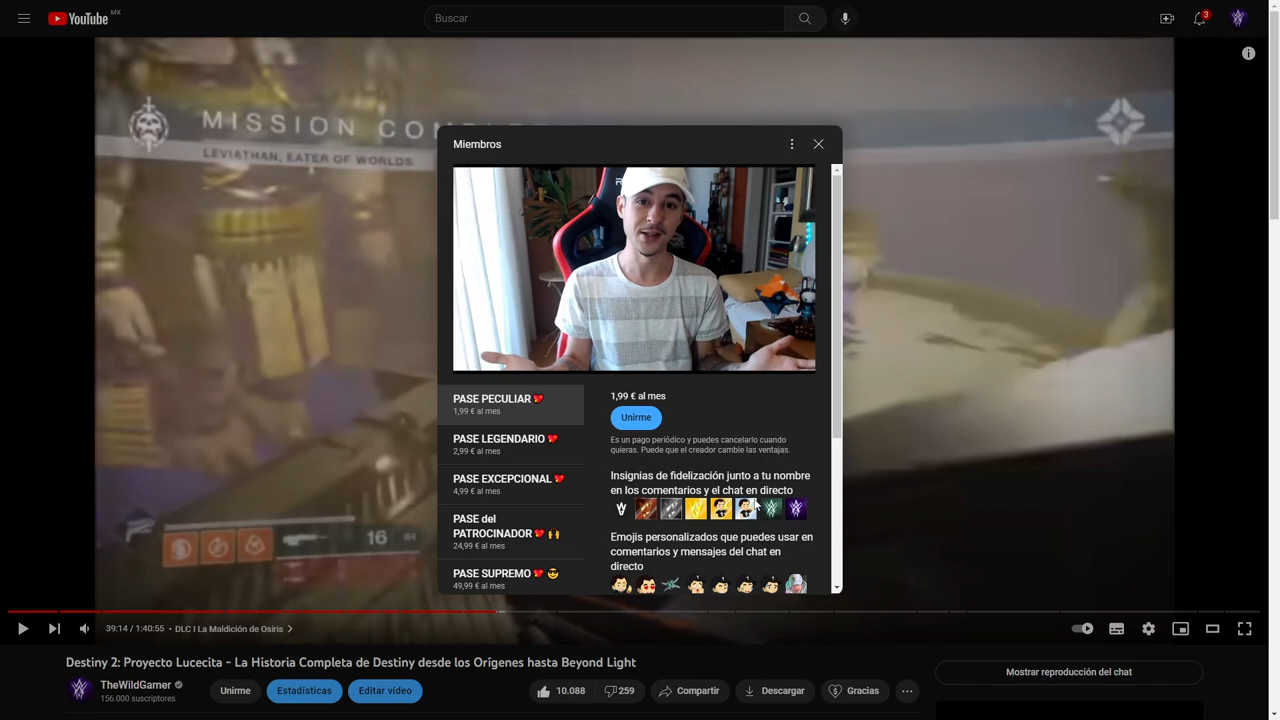 YouTube MX
Buscar
3
MISSION CO
LEVIATHAN, EATER OF WORLDS
Miembros
PASE PECULIAR
1,99 € al mes
PASE LEGENDARIO
2,99 € al mes
PASE EXCEPCIONAL
4,99 € al mes
PASE del
PATROCINADOR
24,99 € al mes
PASE SUPREMO
49,99 € al mes
1,99 € al mes
Unirme
Es un pago periódico y puedes cancelarlo cuando
quieras. Puede que el creador cambie las ventajas.
Insignias de fidelización junto a tu nombre
en los comentarios y el chat en directo
Emojis personalizados que puedes usar en
comentarios y mensajes del chat en
directo
16
39:14 / 1:40:55 • DLC I La Maldición de Osiris
Destiny 2: Proyecto Lucecita - La Historia Completa de Destiny desde los Orígenes hasta Beyond Light
TheWildGamer
156.000 suscriptores
Unirme
Estadísticas
Editar vídeo
10.088
259
Compartir
Descargar
Gracias
Mostrar reproducción del chat